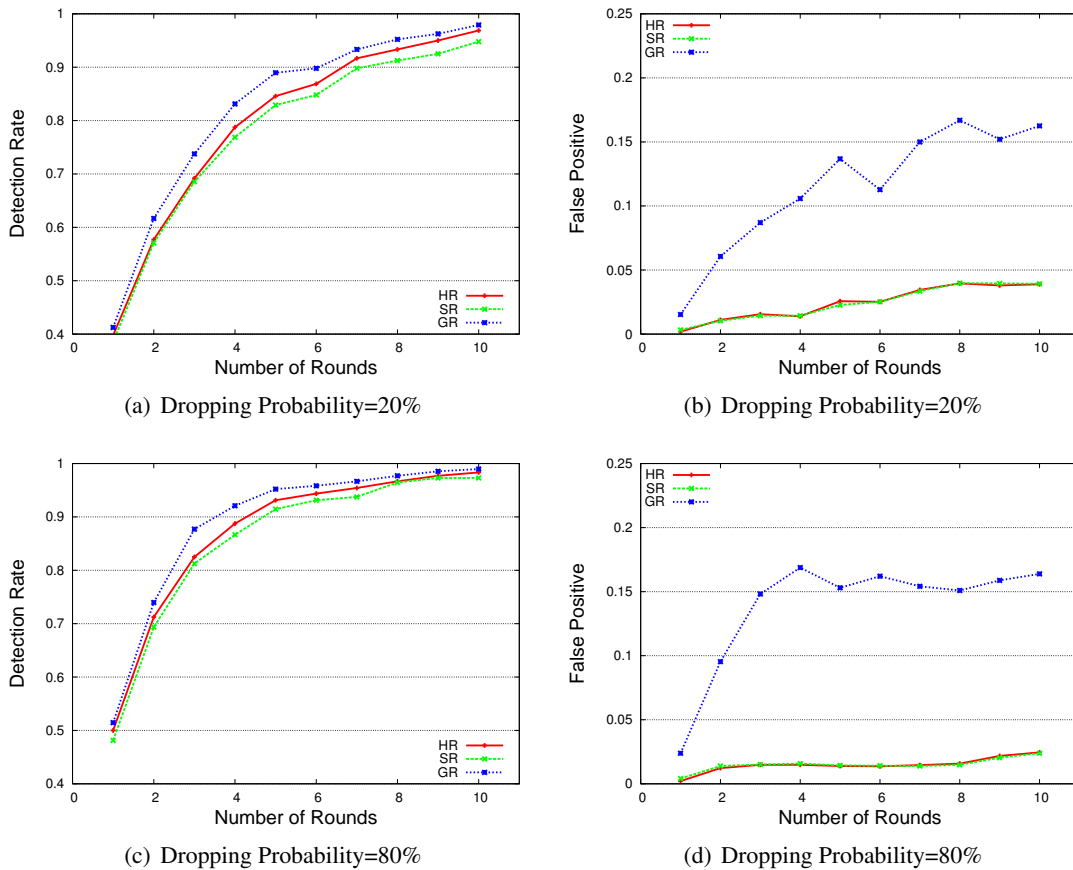 1
0.9
0.8
0.7
0.6
0.5
0.4
Detection Rate
HR
SR
GR
0 2 4 6 8 10
Number of Rounds
(a) Dropping Probability=20%
0.25
0.2
0.15
0.1
0.05
0
False Positive
HR
SR
GR
0 2 4 6 8 10
Number of Rounds
(b) Dropping Probability=20%
1
0.9
0.8
0.7
0.6
0.5
0.4
Detection Rate
HR
SR
GR
0 2 4 6 8 10
Number of Rounds
(c) Dropping Probability=80%
0.25
0.2
0.15
0.1
0.05
0
False Positive
HR
SR
GR
0 2 4 6 8 10
Number of Rounds
(d) Dropping Probability=80%